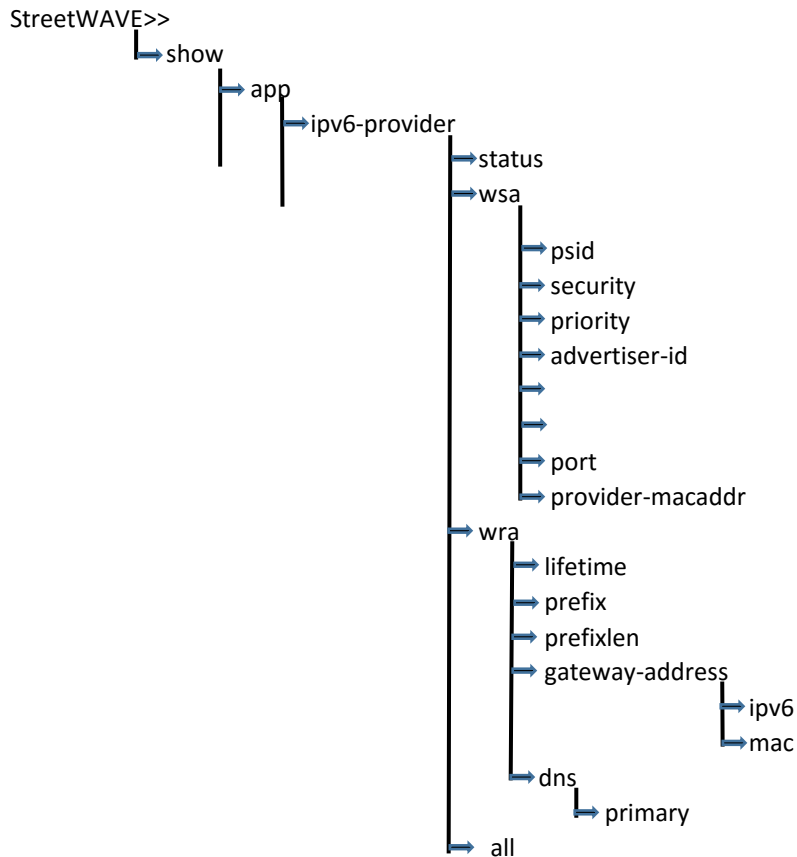 StreetWAVE>>
show
app
ipv6-provider
status
wsa
psid
security
priority
advertiser-id
port
provider-macaddr
wra
lifetime
prefix
prefixlen
gateway-address
ipv6
mac
dns
primary
all